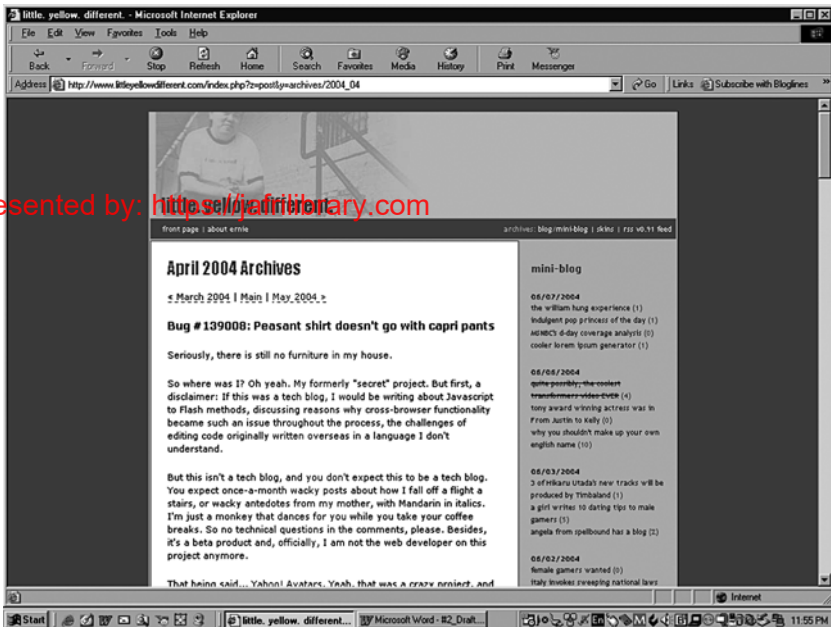 little. yellow. different. - Microsoft Internet Explorer
File Edit View Favorites Tools Help
Back Forward Stop Refresh Home Search Favorites Media History Print Messenger
Address http://www.littleyellowdifferent.com/index.php?z=post&y=archives/2004_04 Go Links Subscribe with Bloglines »
esented by: https://jafrilibrary.com
little.yellow.different.
front page | about ernie
archives: blog/mini-blog | skins | rss v0.91 feed
April 2004 Archives
< March 2004 | Main | May 2004 >
Bug #139008: Peasant shirt doesn't go with capri pants
Seriously, there is still no furniture in my house.
So where was I? Oh yeah. My formerly "secret" project. But first, a
disclaimer: If this was a tech blog, I would be writing about Javascript
to Flash methods, discussing reasons why cross-browser functionality
became such an issue throughout the process, the challenges of
editing code originally written overseas in a language I don't
understand.
But this isn't a tech blog, and you don't expect this to be a tech blog.
You expect once-a-month wacky posts about how I fall off a flight a
stairs, or wacky antedotes from my mother, with Mandarin in italics.
I'm just a monkey that dances for you while you take your coffee
breaks. So no technical questions in the comments, please. Besides,
it's a beta product and, officially, I am not the web developer on this
project anymore.
That being said... Yahoo! Avatars. Yeah, that was a crazy project, and
mini-blog
06/07/2004
the william hung experience (1)
indulgent pop princess of the day (1)
MSNBC's d-day coverage analysis (0)
cooler lorem ipsum generator (1)
06/06/2004
quite possibly, the coolest
transformers video EVER (4)
tony award winning actress was in
From Justin to Kelly (0)
why you shouldn't make up your own
english name (10)
06/03/2004
3 of Hikaru Utada's new tracks will be
produced by Timbaland (1)
a girl writes 10 dating tips to male
gamers (3)
angela from spellbound has a blog (2)
06/02/2004
female gamers wanted (0)
italy invokes sweeping national laws
Internet
Start little. yellow. different... Microsoft Word - #2_Draft... 11:55 PM